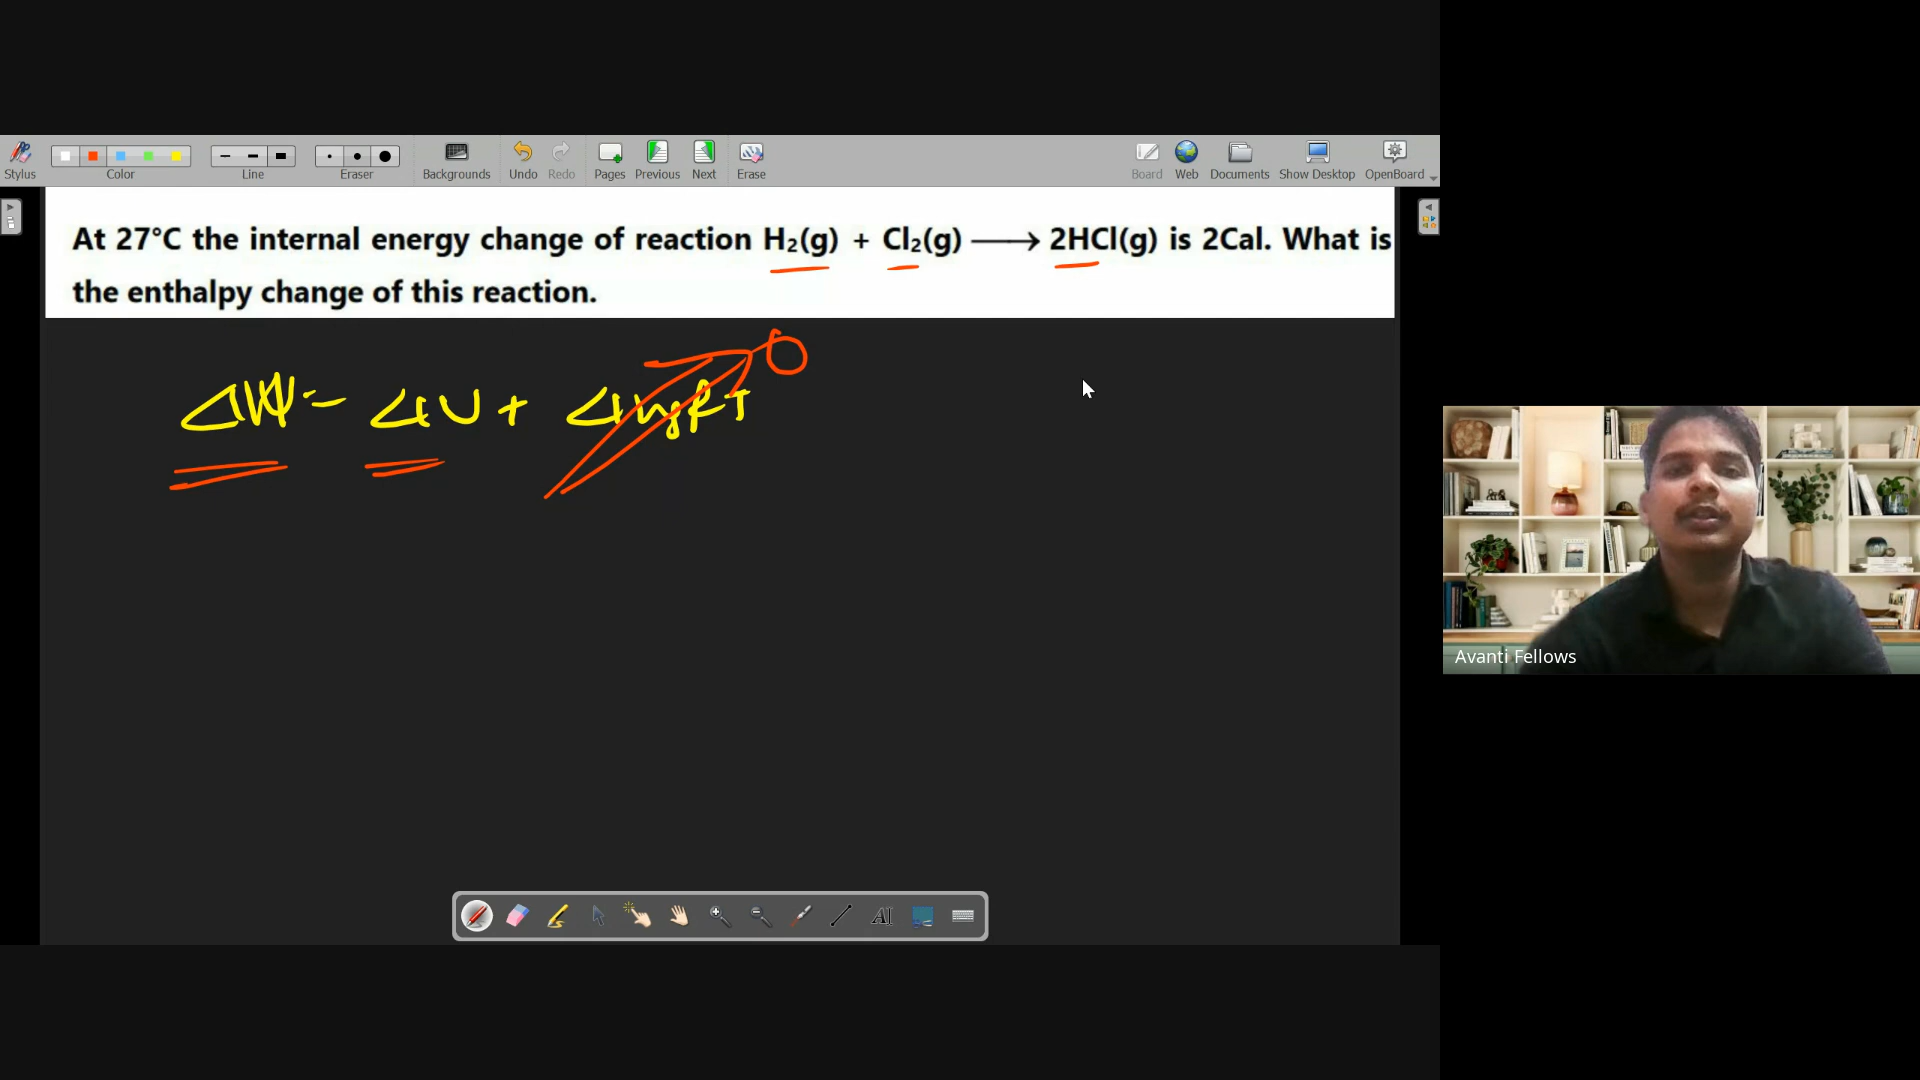 Stylus Color Line Eraser Backgrounds Undo Redo Pages Previous Next Erase Board Web Documents Show Desktop OpenBoard
At 27°C the internal energy change of reaction H₂(g) + Cl₂(g) ⟶ 2HCl(g) is 2Cal. What is
the enthalpy change of this reaction.
0
ΔH = ΔU + ΔngRT
Avanti Fellows
AI